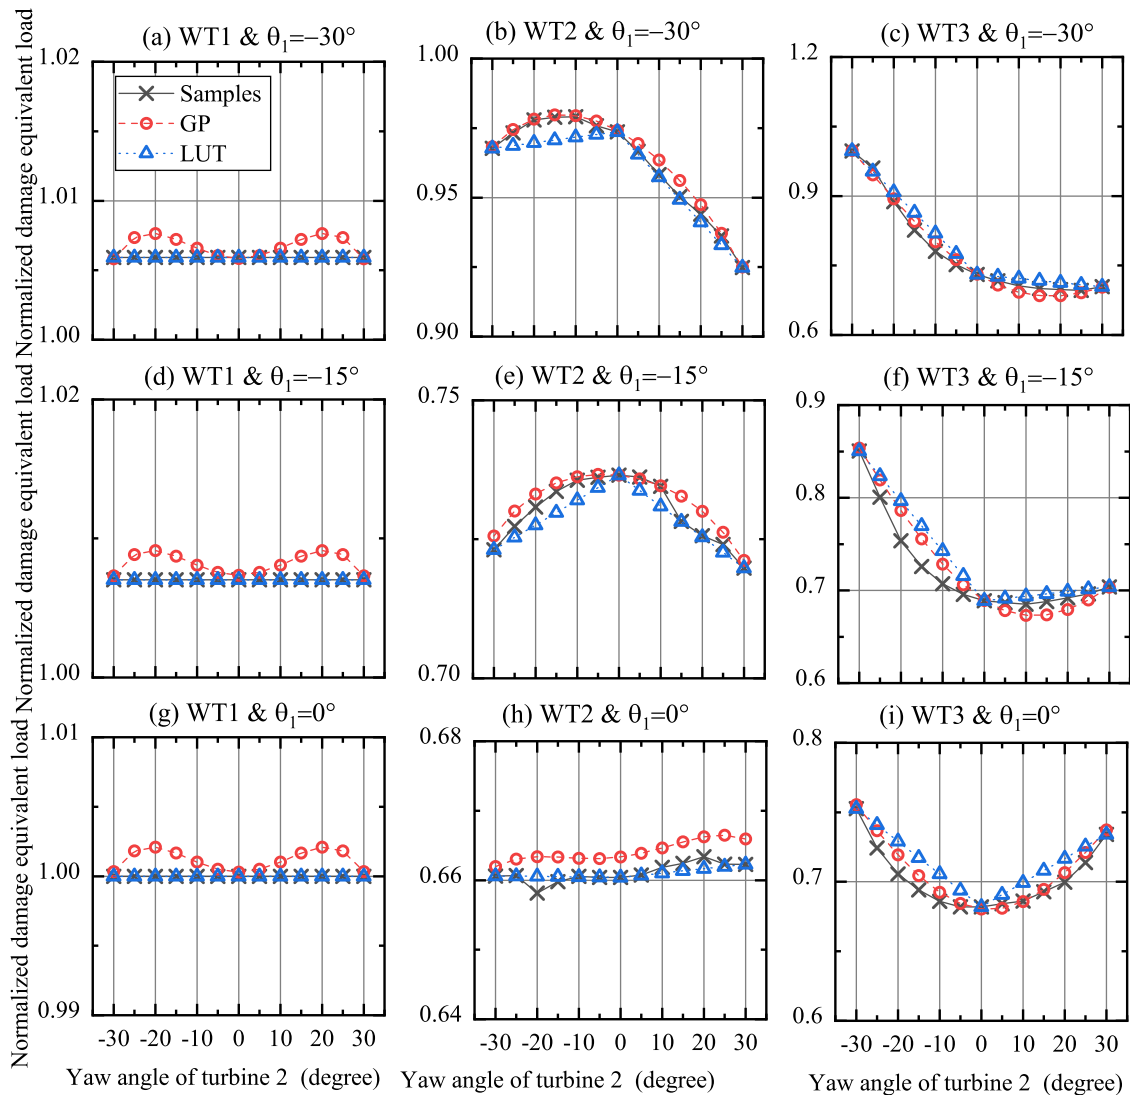 (a) WT1 & θ1=−30°
(b) WT2 & θ1=−30°
(c) WT3 & θ1=−30°
Normalized damage equivalent load
1.02
1.01
1.00
Samples
GP
LUT
1.00
0.95
0.90
1.2
0.9
0.6
(d) WT1 & θ1=−15°
(e) WT2 & θ1=−15°
(f) WT3 & θ1=−15°
Normalized damage equivalent load
1.02
1.00
0.75
0.70
0.9
0.8
0.7
0.6
(g) WT1 & θ1=0°
(h) WT2 & θ1=0°
(i) WT3 & θ1=0°
Normalized damage equivalent load
1.01
1.00
0.99
0.68
0.66
0.64
0.8
0.7
0.6
-30 -20 -10 0 10 20 30
-30 -20 -10 0 10 20 30
-30 -20 -10 0 10 20 30
Yaw angle of turbine 2 (degree)
Yaw angle of turbine 2 (degree)
Yaw angle of turbine 2 (degree)